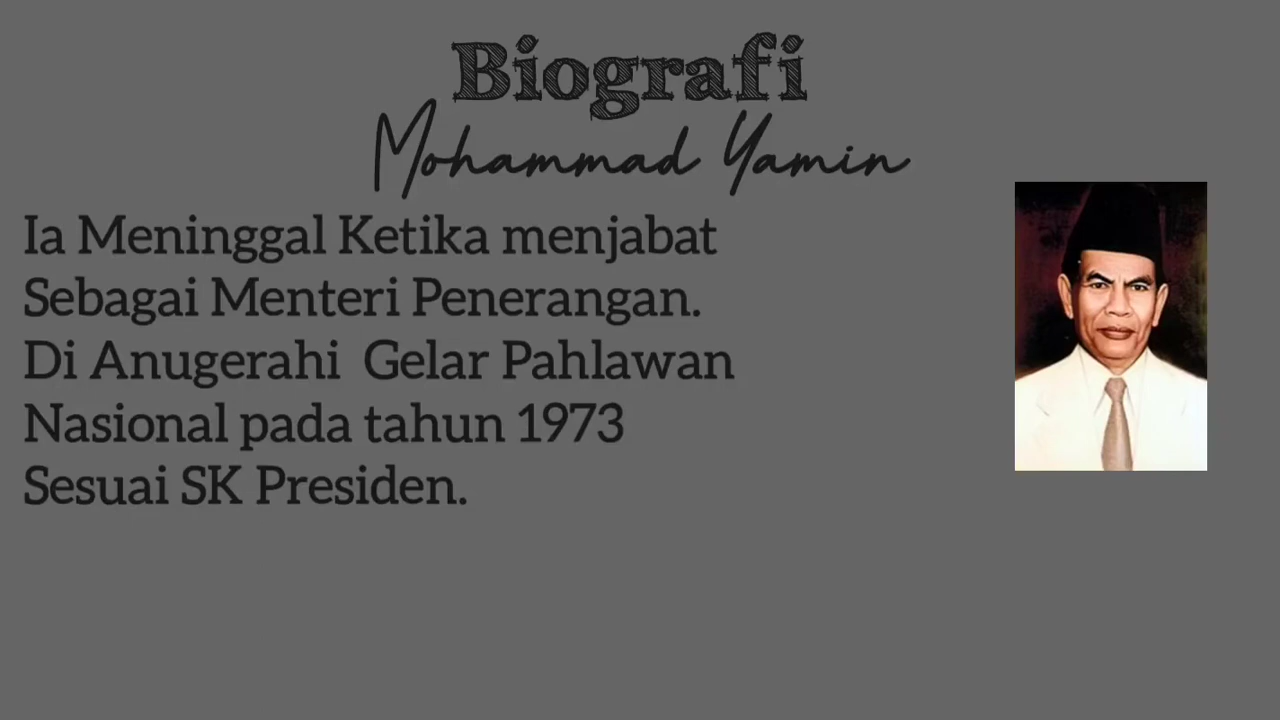 Biografi
Mohammad Yamin
Ia Meninggal Ketika menjabat
Sebagai Menteri Penerangan.
Di Anugerahi  Gelar Pahlawan
Nasional pada tahun 1973
Sesuai SK Presiden.